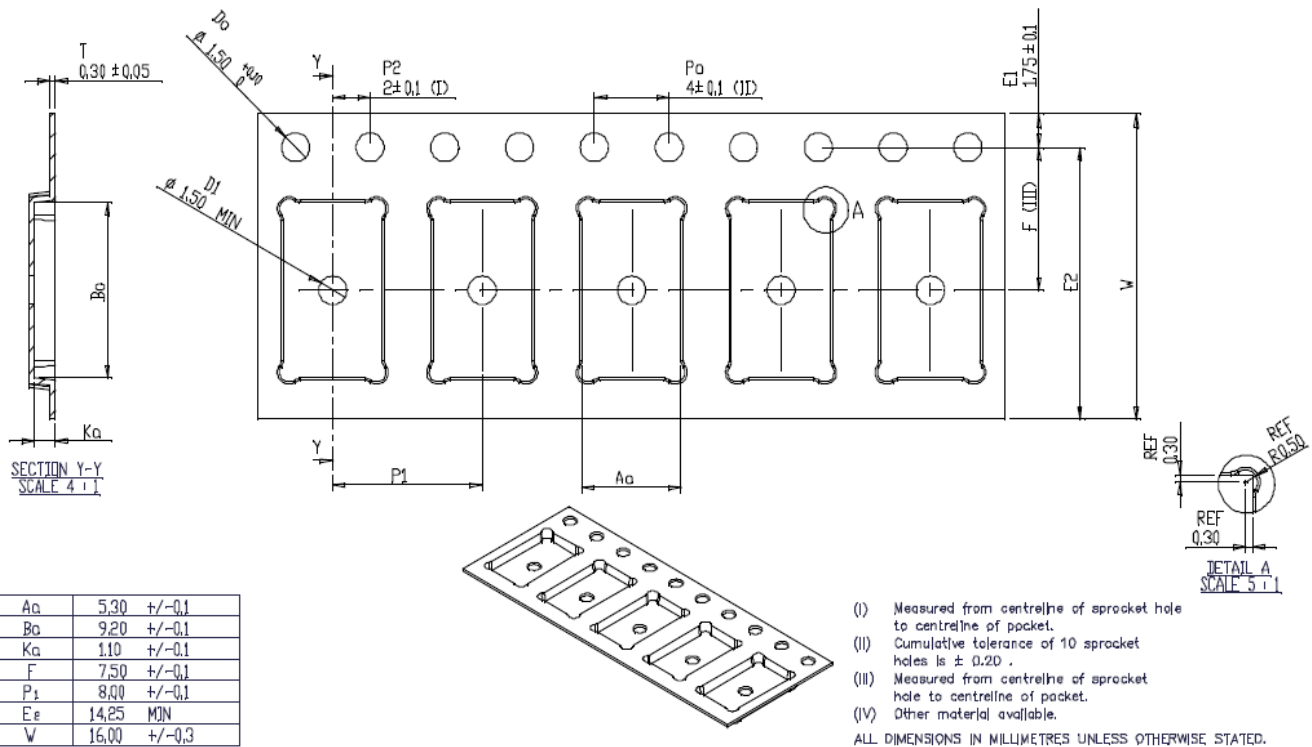 T
0,30 ±0,05
Do
ø 1,50 +0,10 0
Y
P2
2±0,1 (I)
Po
4±0,1 (II)
E1
1,75 ±0,1
D1
ø 1,50 MIN
A
F (III)
E2
W
Bo
Ko
SECTION Y-Y
SCALE 4 : 1
Y
P1
Ao
REF
0,30
REF
R0,50
REF
0,30
DETAIL A
SCALE 5 : 1
Ao 5,30 +/-0,1
Bo 9,20 +/-0,1
Ko 1,10 +/-0,1
F 7,50 +/-0,1
P1 8,00 +/-0,1
E2 14,25 MIN
W 16,00 +/-0,3
(I) Measured from centreline of sprocket hole
to centreline of pocket.
(II) Cumulative tolerance of 10 sprocket
holes is ± 0.20 .
(III) Measured from centreline of sprocket
hole to centreline of pocket.
(IV) Other material available.
ALL DIMENSIONS IN MILLIMETRES UNLESS OTHERWISE STATED.